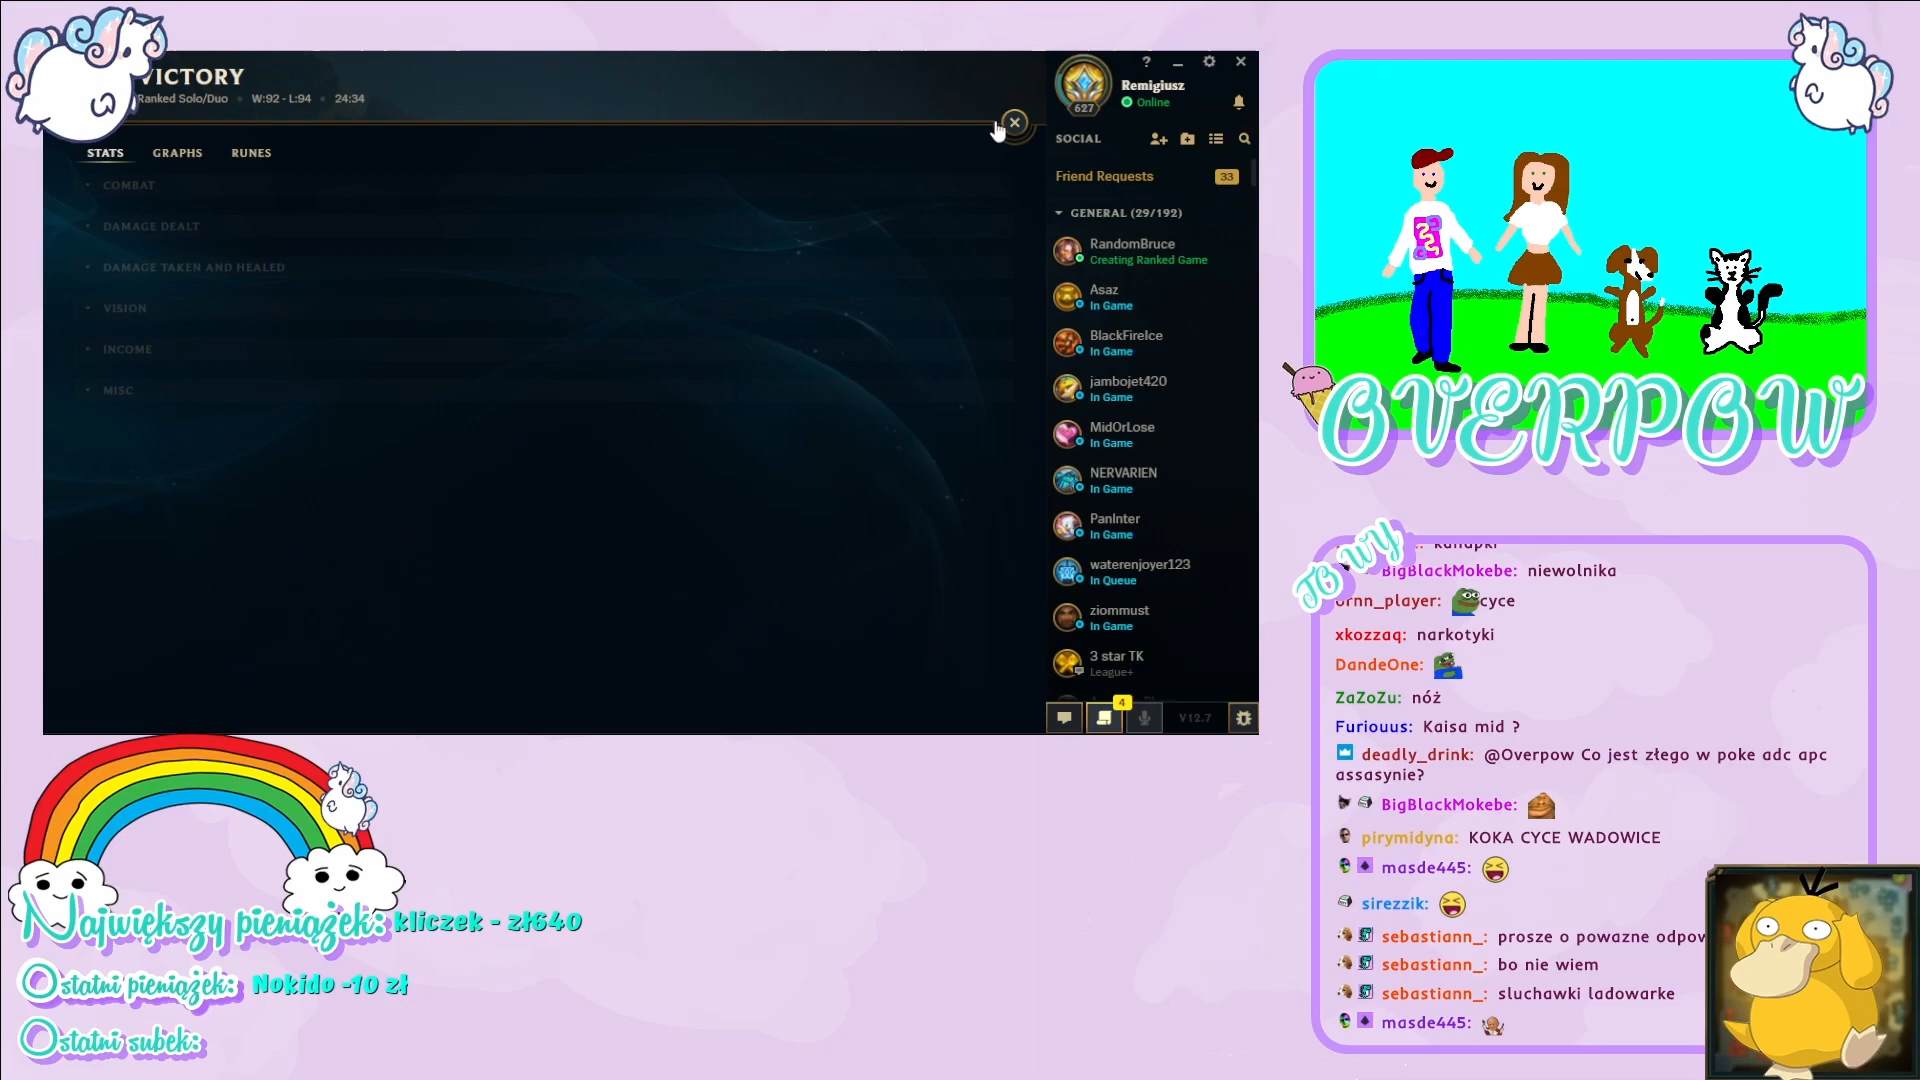 VICTORY
Ranked Solo/Duo • W:92 - L:94 • 24:34
STATS GRAPHS RUNES
COMBAT
DAMAGE DEALT
DAMAGE TAKEN AND HEALED
VISION
INCOME
MISC
627
Remigiusz
Online
SOCIAL
Friend Requests 33
GENERAL (29/192)
RandomBruce
Creating Ranked Game
Asaz
In Game
BlackFireIce
In Game
jambojet420
In Game
MidOrLose
In Game
NERVARIEN
In Game
PanInter
In Game
waterenjoyer123
In Queue
ziommust
In Game
3 star TK
League+
4
V12.7
OVERPOW
TO WY
kanapki
BigBlackMokebe: niewolnika
ornn_player: cyce
xkozzaq: narkotyki
DandeOne:
ZaZoZu: nóż
Furiouus: Kaisa mid ?
deadly_drink: @Overpow Co jest złego w poke adc apc
assasynie?
BigBlackMokebe:
pirymidyna: KOKA CYCE WADOWICE
masde445:
sirezzik:
sebastiann_: prosze o powazne odpow
sebastiann_: bo nie wiem
sebastiann_: sluchawki ladowarke
masde445:
Największy pieniążek: kliczek - zł640
Ostatni pieniążek: Nokido -10 zł
Ostatni subek: